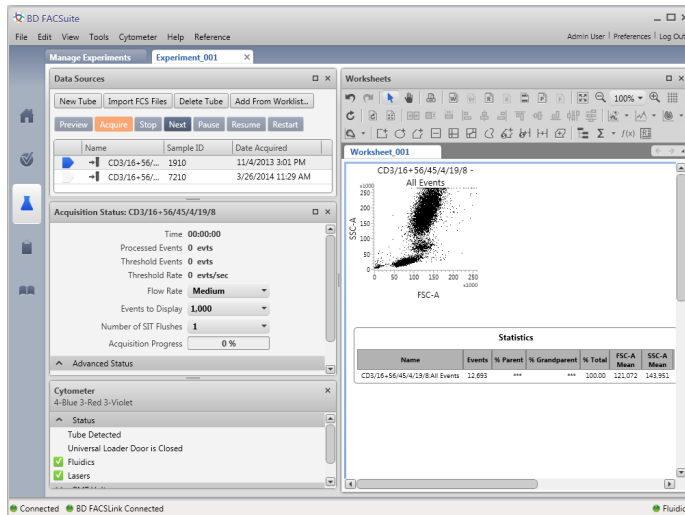 BD FACSuite
File Edit View Tools Cytometer Help Reference
Admin User | Preferences | Log Out
Manage Experiments Experiment_001
Data Sources
New Tube Import FCS Files Delete Tube Add From Worklist...
Preview Acquire Stop Next Pause Resume Restart
Name Sample ID Date Acquired
CD3/16+56/... 1910 11/4/2013 3:01 PM
CD3/16+56/... 7210 3/26/2014 11:29 AM
Acquisition Status: CD3/16+56/45/4/19/8
Time 00:00:00
Processed Events 0 evts
Threshold Events 0 evts
Threshold Rate 0 evts/sec
Flow Rate Medium
Events to Display 1,000
Number of SIT Flushes 1
Acquisition Progress 0 %
Advanced Status
Cytometer
4-Blue 3-Red 3-Violet
Status
Tube Detected
Universal Loader Door is Closed
Fluidics
Lasers
Worksheets
100%
f(x)
Worksheet_001
CD3/16+56/45/4/19/8 -
All Events
x1000
250
200
150
100
50
0
SSC-A
0 50 100 150 200 250
x1000
FSC-A
Statistics
Name Events % Parent % Grandparent % Total FSC-A Mean SSC-A Mean
CD3/16+56/45/4/19/8:All Events 12,693 *** *** 100.00 121,072 143,951
Connected BD FACSLink Connected
Fluidic